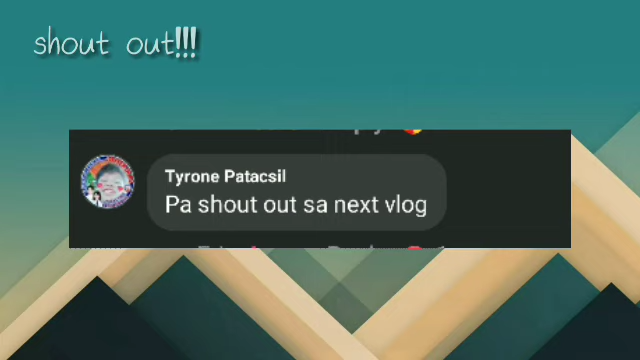 shout out!!!
Tyrone Patacsil
Pa shout out sa next vlog